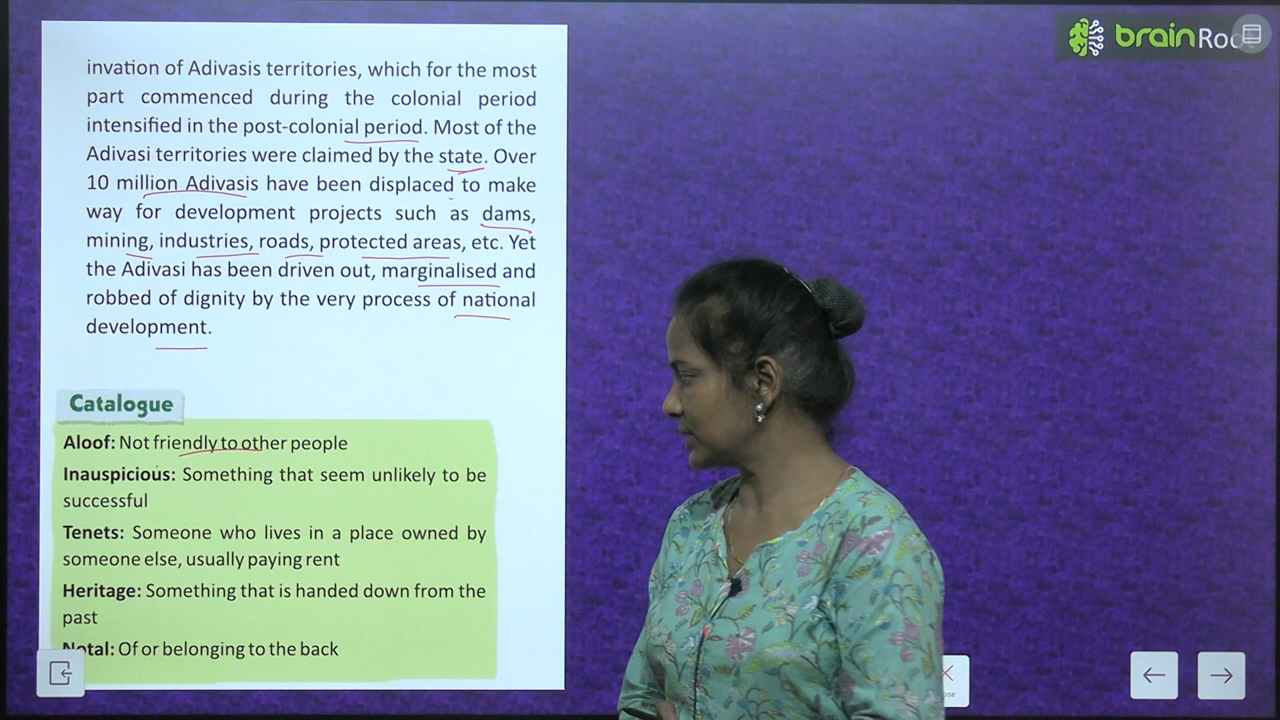 brainRoot
invation of Adivasis territories, which for the most
part commenced during the colonial period
intensified in the post-colonial period. Most of the
Adivasi territories were claimed by the state. Over
10 million Adivasis have been displaced to make
way for development projects such as dams,
mining, industries, roads, protected areas, etc. Yet
the Adivasi has been driven out, marginalised and
robbed of dignity by the very process of national
development.
Catalogue
Aloof: Not friendly to other people
Inauspicious: Something that seem unlikely to be
successful
Tenets: Someone who lives in a place owned by
someone else, usually paying rent
Heritage: Something that is handed down from the
past
Notal: Of or belonging to the back